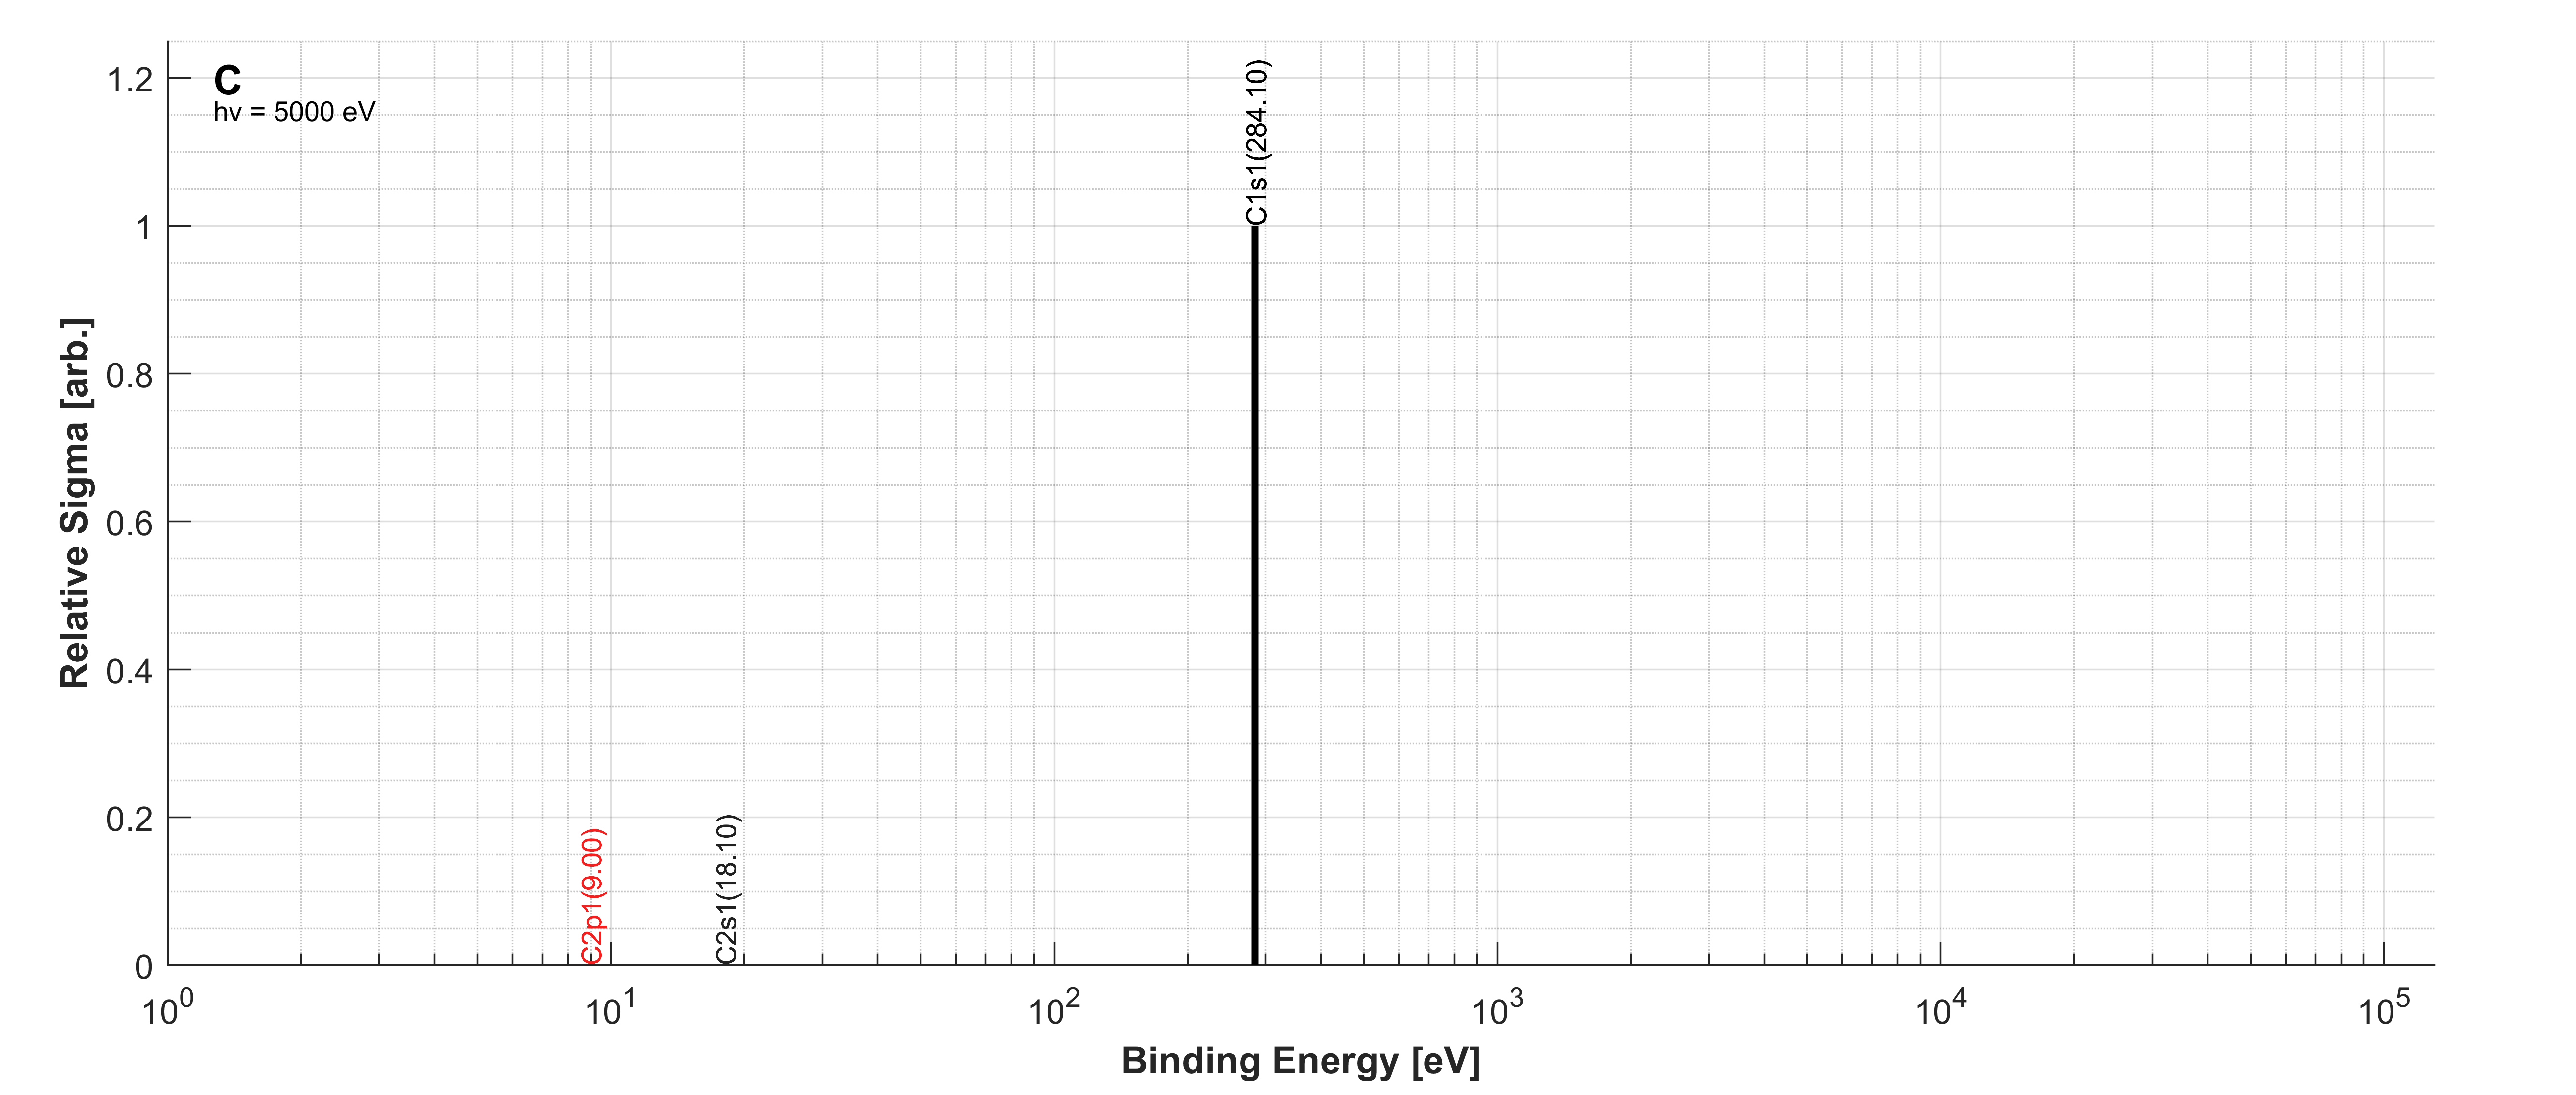 C
hv = 5000 eV
C1s1(284.10)
C2p1(9.00)
C2s1(18.10)
Relative Sigma [arb.]
1.2
1
0.8
0.6
0.4
0.2
0
10^0 10^1 10^2 10^3 10^4 10^5
Binding Energy [eV]